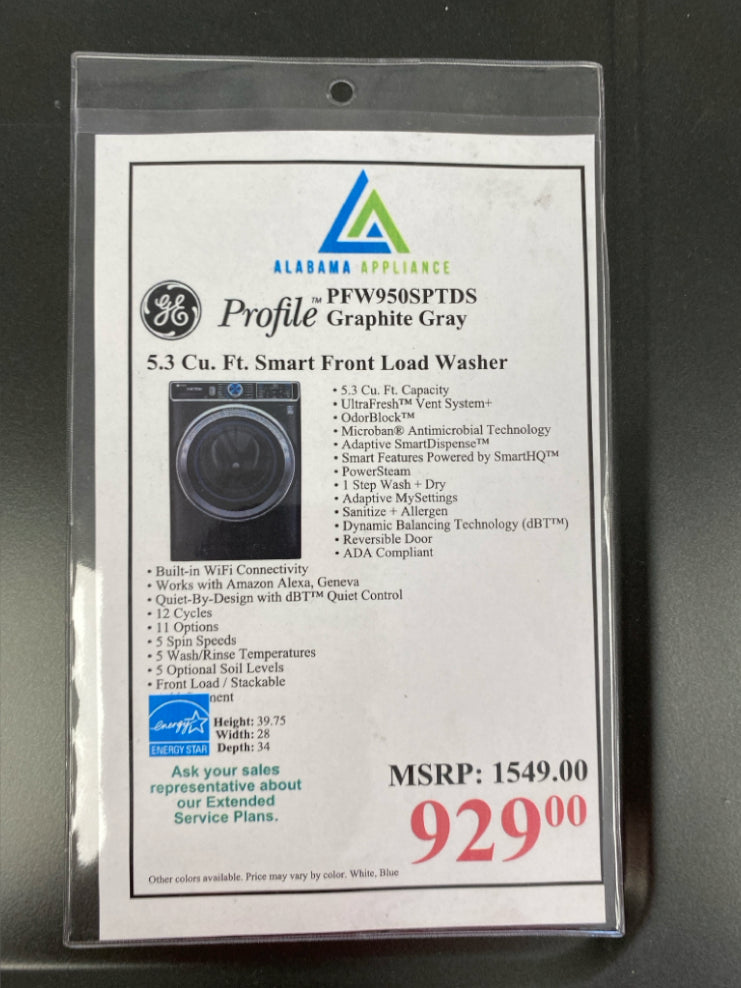 ALABAMA APPLIANCE
GE
Profile™
PFW950SPTDS
Graphite Gray
5.3 Cu. Ft. Smart Front Load Washer
• 5.3 Cu. Ft. Capacity
• UltraFresh™ Vent System+
• OdorBlock™
• Microban® Antimicrobial Technology
• Adaptive SmartDispense™
• Smart Features Powered by SmartHQ™
• PowerSteam
• 1 Step Wash + Dry
• Adaptive MySettings
• Sanitize + Allergen
• Dynamic Balancing Technology (dBT™)
• Reversible Door
• ADA Compliant
• Built-in WiFi Connectivity
• Works with Amazon Alexa, Geneva
• Quiet-By-Design with dBT™ Quiet Control
• 12 Cycles
• 11 Options
• 5 Spin Speeds
• 5 Wash/Rinse Temperatures
• 5 Optional Soil Levels
• Front Load / Stackable
nent
energy
ENERGY STAR
Height: 39.75
Width: 28
Depth: 34
Ask your sales
representative about
our Extended
Service Plans.
MSRP: 1549.00
92900
Other colors available. Price may vary by color. White, Blue